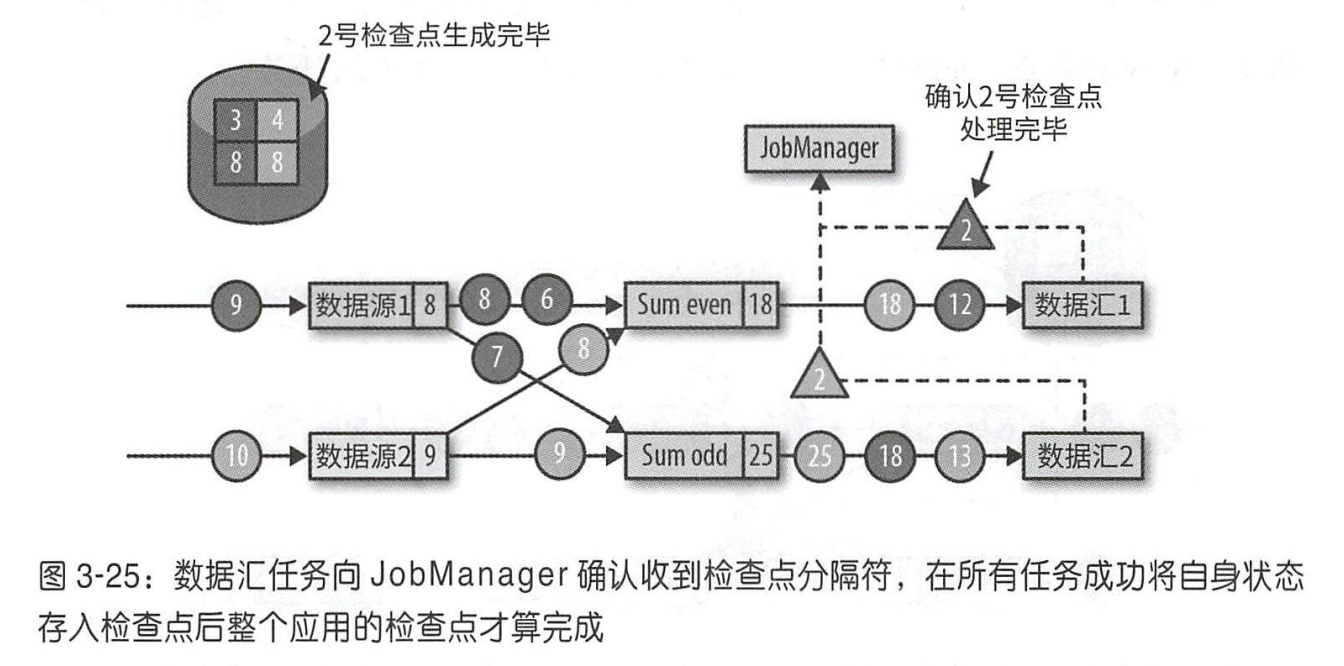 2号检查点生成完毕
3 4
8 8
确认2号检查点
处理完毕
JobManager
2
9 数据源1 8 8 6 Sum even 18 18 12 数据汇1
7 8
2
10 数据源2 9 9 Sum odd 25 25 18 13 数据汇2
图 3-25：数据汇任务向 JobManager 确认收到检查点分隔符，在所有任务成功将自身状态
存入检查点后整个应用的检查点才算完成